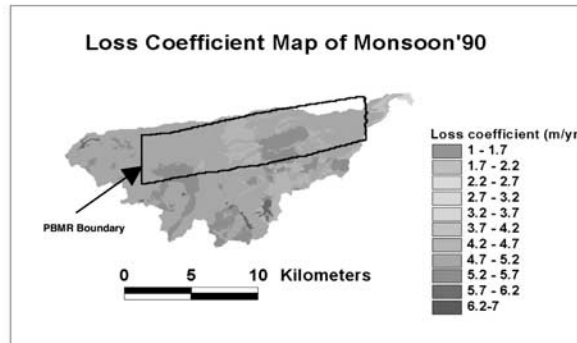 Loss Coefficient Map of Monsoon'90
Loss coefficient (m/yr
1 - 1.7
1.7 - 2.2
2.2 - 2.7
2.7 - 3.2
3.2 - 3.7
3.7 - 4.2
4.2 - 4.7
4.7 - 5.2
5.2 - 5.7
5.7 - 6.2
6.2-7
PBMR Boundary
0 5 10 Kilometers